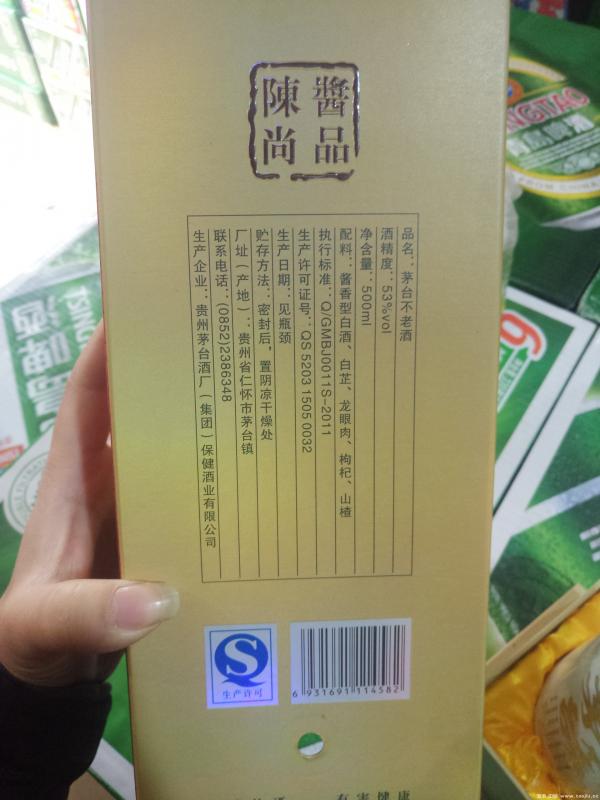 陳醬
尚品
品名：茅台不老酒
酒精度：53%vol
净含量：500ml
配料：酱香型白酒、白芷、龙眼肉、枸杞、山楂
执行标准：Q/GMBJ0011S-2011
生产许可证号：QS 5203 1505 0032
生产日期：见瓶颈
贮存方法：密封后，置阴凉干燥处
厂址（产地）：贵州省仁怀市茅台镇
联系电话：(0852)2386348
生产企业：贵州茅台酒厂（集团）保健酒业有限公司
生产许可
6 931691 114582
有害健康
啤酒